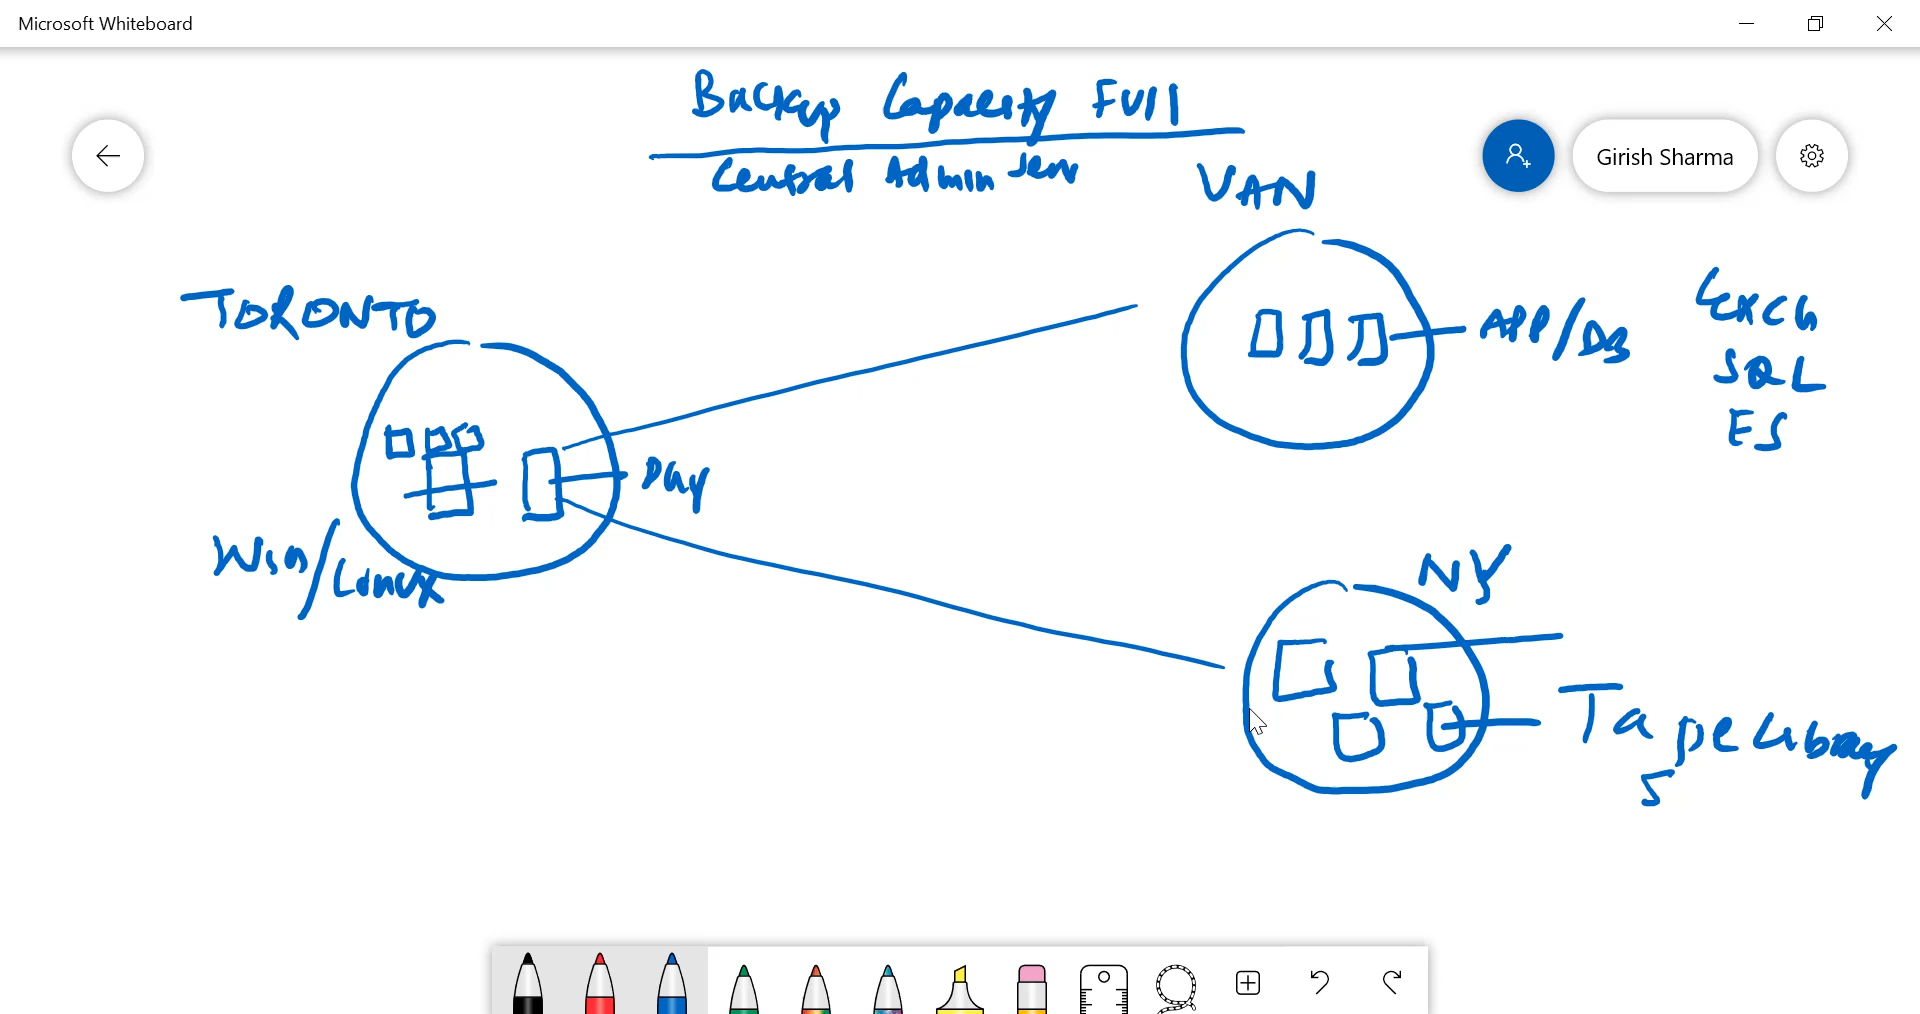 Microsoft Whiteboard
Backup Capacity Full
Central Admin Serv
Girish Sharma
VAN
TORONTO
APP/DB
Exch
SQL
ES
Day
Win/Linux
NY
Tape Library
5